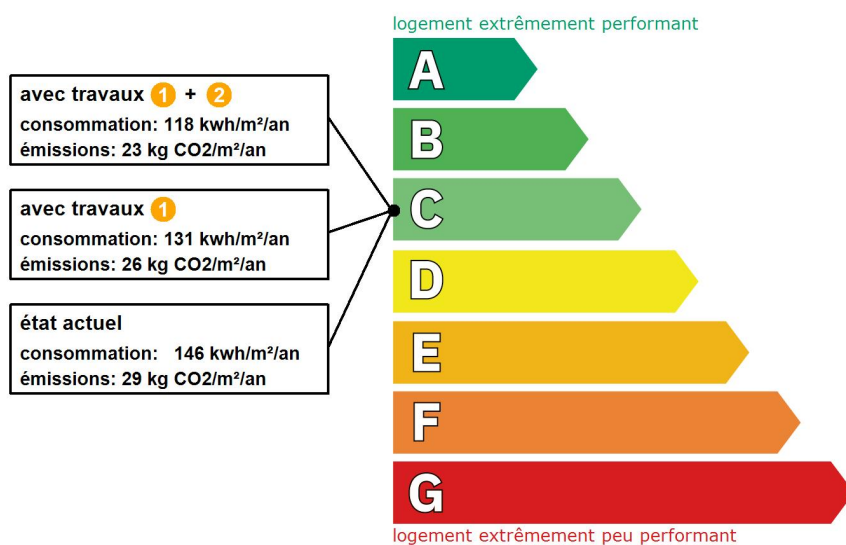 logement extrêmement performant
avec travaux 1 + 2
consommation: 118 kwh/m²/an
émissions: 23 kg CO2/m²/an
avec travaux 1
consommation: 131 kwh/m²/an
émissions: 26 kg CO2/m²/an
état actuel
consommation: 146 kwh/m²/an
émissions: 29 kg CO2/m²/an
A
B
C
D
E
F
G
logement extrêmement peu performant